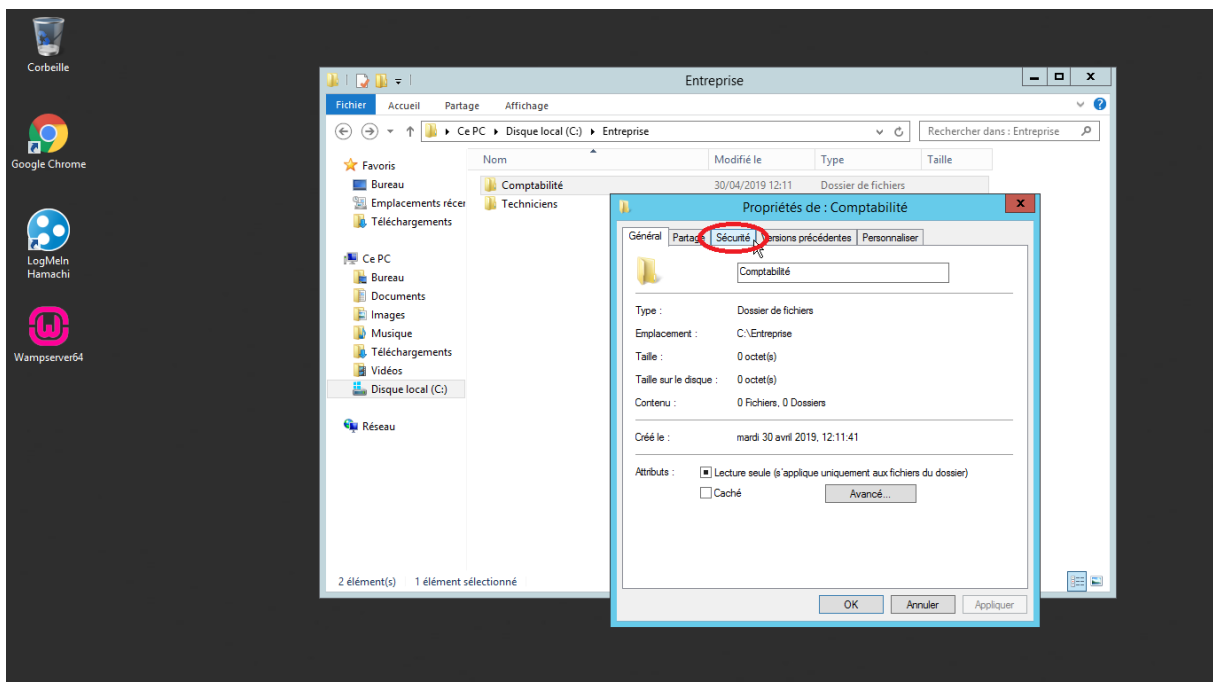 Corbeille
Google Chrome
LogMeIn
Hamachi
Wampserver64
Entreprise
Fichier Accueil Partage Affichage
Ce PC Disque local (C:) Entreprise
Rechercher dans : Entreprise
Favoris
Bureau
Emplacements récer
Téléchargements
Ce PC
Bureau
Documents
Images
Musique
Téléchargements
Vidéos
Disque local (C:)
Réseau
Nom Modifié le Type Taille
Comptabilité 30/04/2019 12:11 Dossier de fichiers
Techniciens
2 élément(s) 1 élément sélectionné
Propriétés de : Comptabilité
Général Partage Sécurité Versions précédentes Personnaliser
Comptabilité
Type : Dossier de fichiers
Emplacement : C:\Entreprise
Taille : 0 octet(s)
Taille sur le disque : 0 octet(s)
Contenu : 0 Fichiers, 0 Dossiers
Créé le : mardi 30 avril 2019, 12:11:41
Attributs : Lecture seule (s'applique uniquement aux fichiers du dossier)
Caché Avancé...
OK Annuler Appliquer